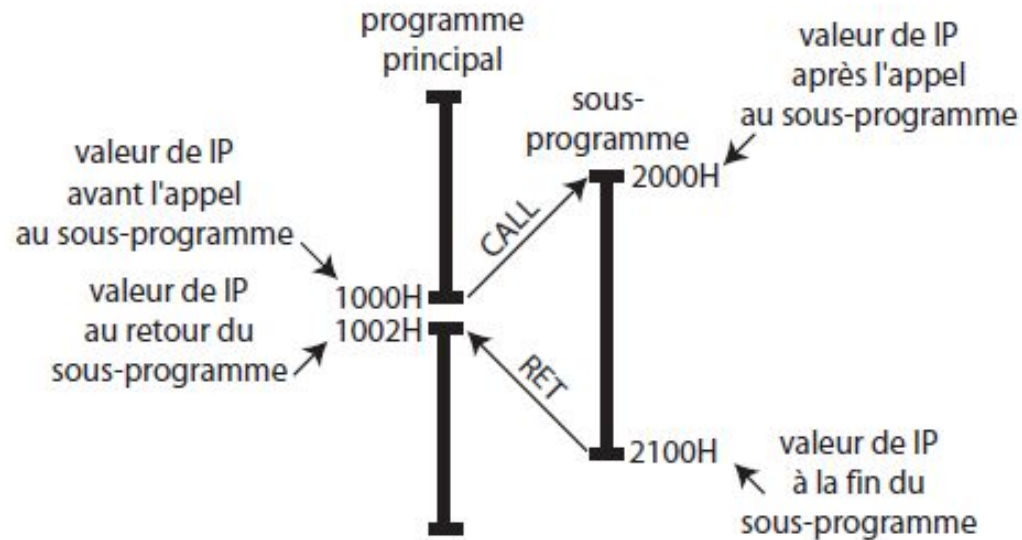 programme
principal
valeur de IP
après l'appel
au sous-programme
sous-
programme
2000H
valeur de IP
avant l'appel
au sous-programme
CALL
1000H
valeur de IP
au retour du
sous-programme
1002H
RET
2100H
valeur de IP
à la fin du
sous-programme